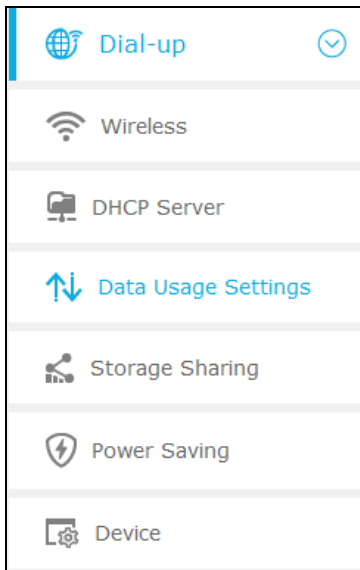 Dial-up
Wireless
DHCP Server
Data Usage Settings
Storage Sharing
Power Saving
Device